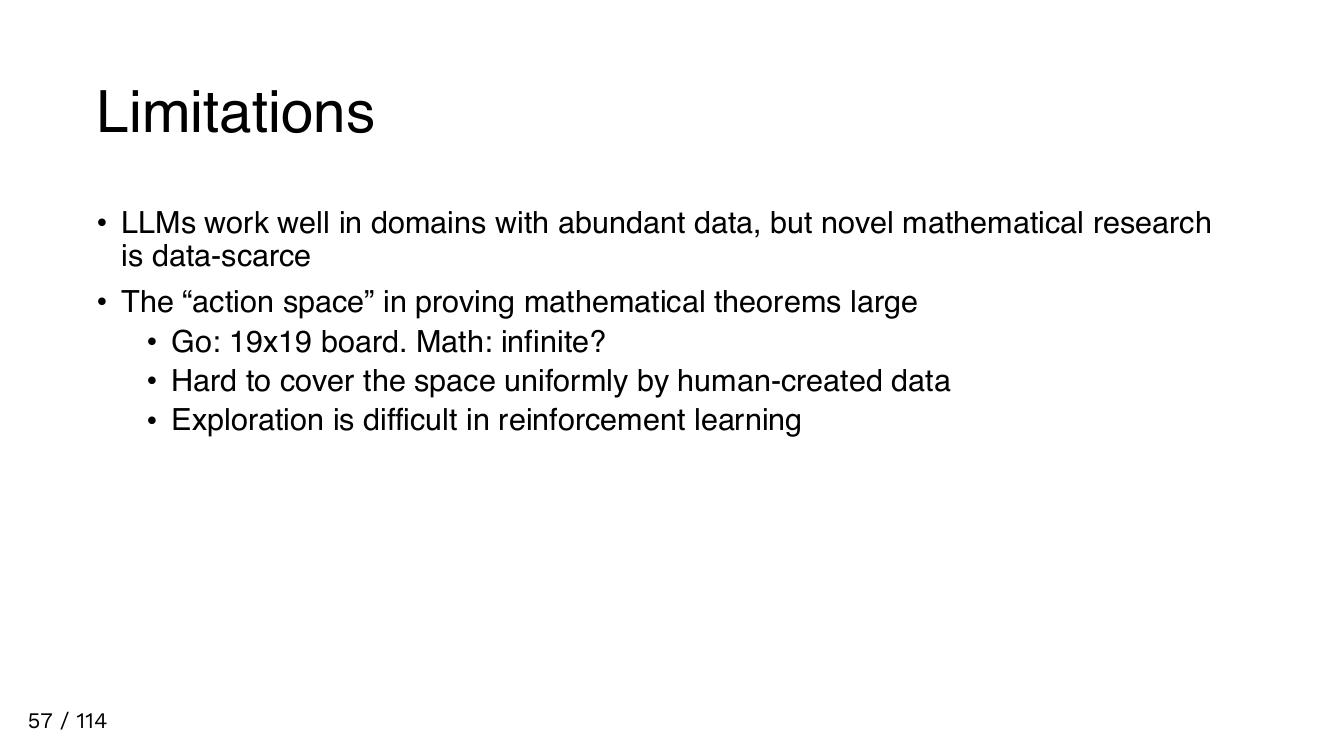 Limitations
• LLMs work well in domains with abundant data, but novel mathematical research
is data-scarce
• The “action space” in proving mathematical theorems large
• Go: 19x19 board. Math: infinite?
• Hard to cover the space uniformly by human-created data
• Exploration is difficult in reinforcement learning
57 / 114